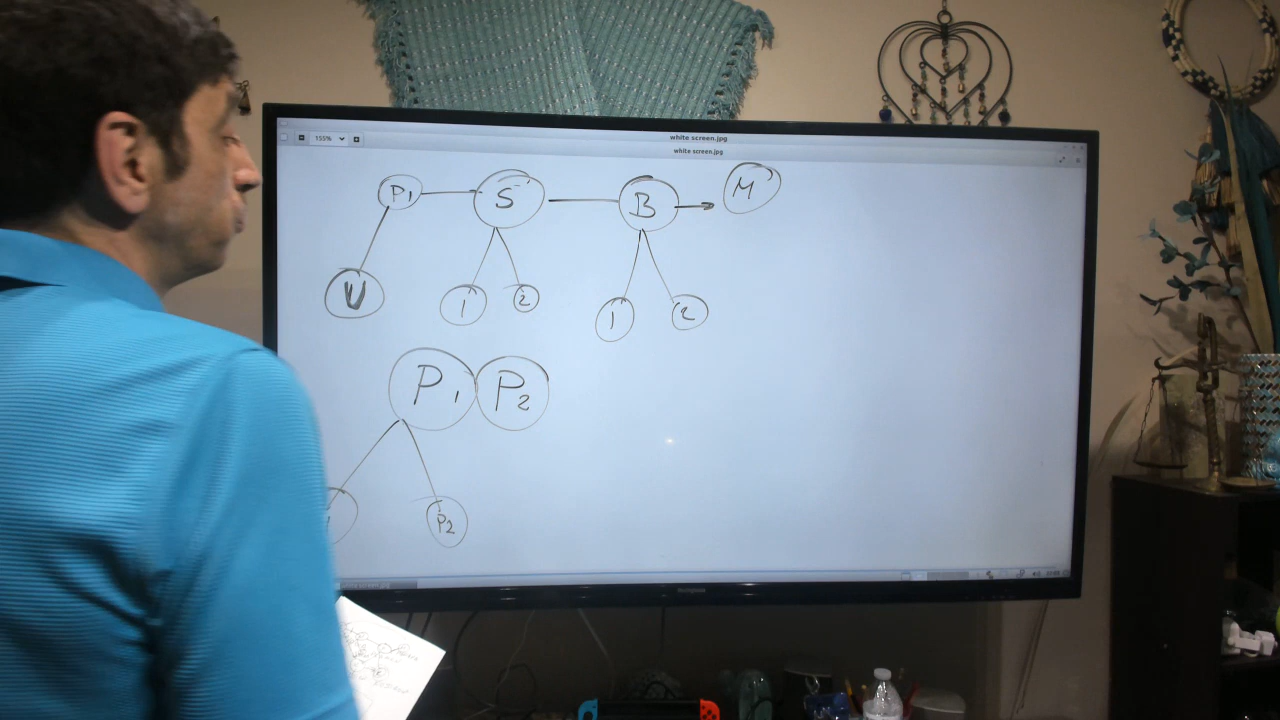 155%
white screen.jpg
white screen.jpg
P1 S B M
U 1 2 1 2
P1 P2
P2